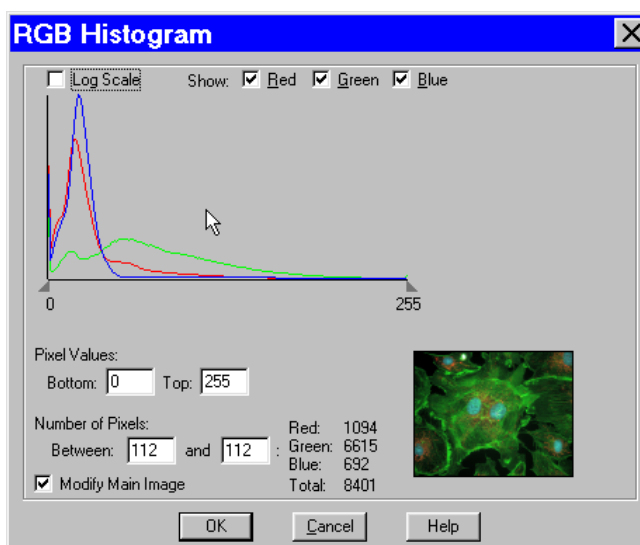 RGB Histogram
Log Scale Show: Red Green Blue
0 255
Pixel Values:
Bottom: 0 Top: 255
Number of Pixels:
Between: 112 and 112 :
Red: 1094
Green: 6615
Blue: 692
Total: 8401
Modify Main Image
OK Cancel Help